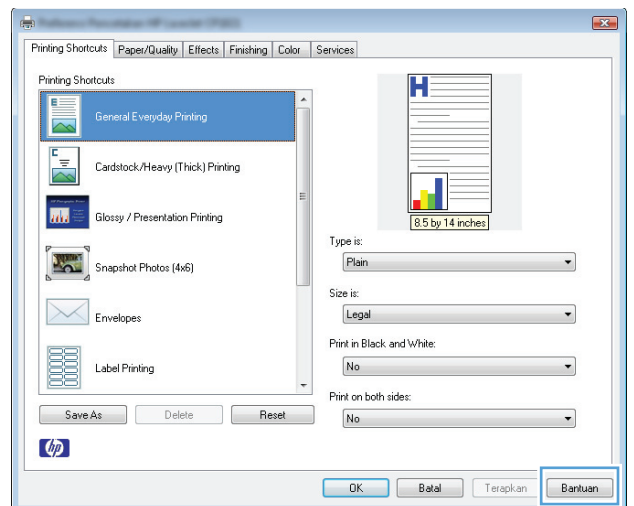 Printing Shortcuts Paper/Quality Effects Finishing Color Services
Printing Shortcuts
General Everyday Printing
Cardstock/Heavy (Thick) Printing
Glossy / Presentation Printing
Snapshot Photos (4x6)
Envelopes
Label Printing
Save As Delete Reset
hp
H
8.5 by 14 inches
Type is:
Plain
Size is:
Legal
Print in Black and White:
No
Print on both sides:
No
OK Batal Terapkan Bantuan